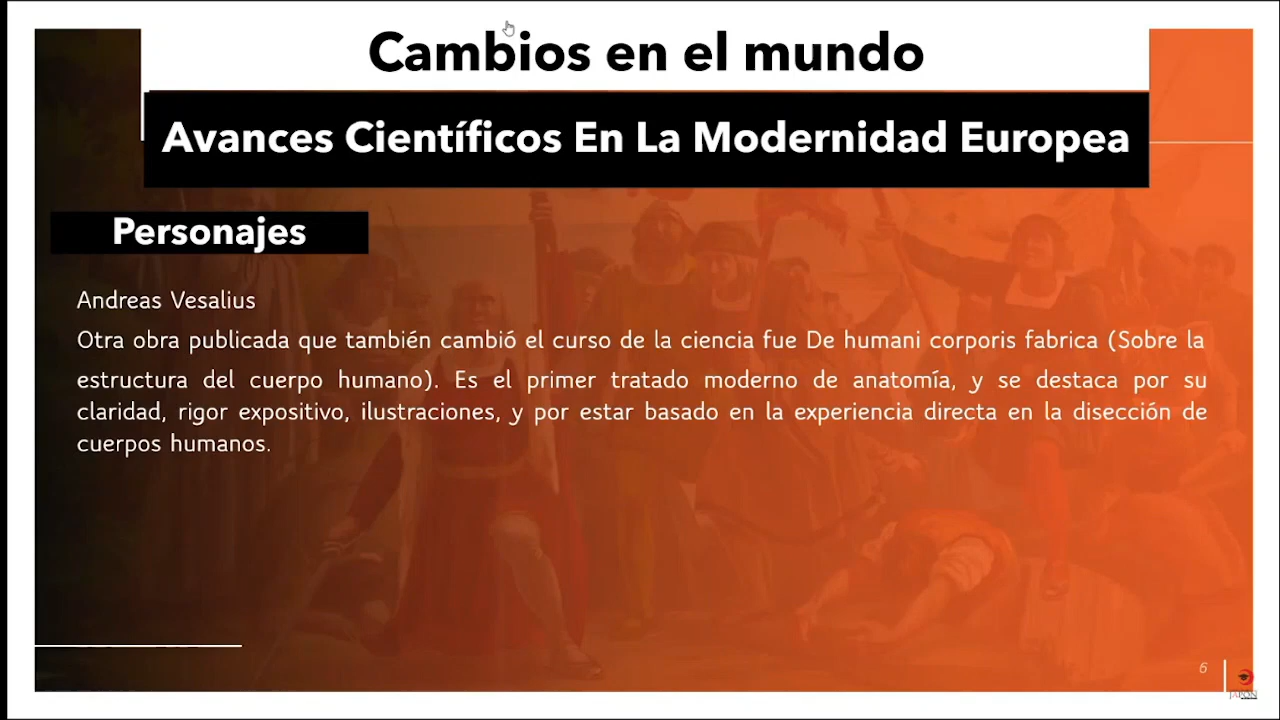 Cambios en el mundo
Avances Científicos En La Modernidad Europea
Personajes
Andreas Vesalius
Otra obra publicada que también cambió el curso de la ciencia fue De humani corporis fabrica (Sobre la
estructura del cuerpo humano). Es el primer tratado moderno de anatomía, y se destaca por su
claridad, rigor expositivo, ilustraciones, y por estar basado en la experiencia directa en la disección de
cuerpos humanos.
6
JAPÓN